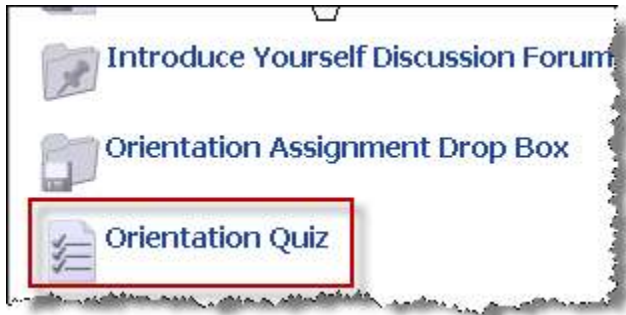 Introduce Yourself Discussion Forum
Orientation Assignment Drop Box
Orientation Quiz